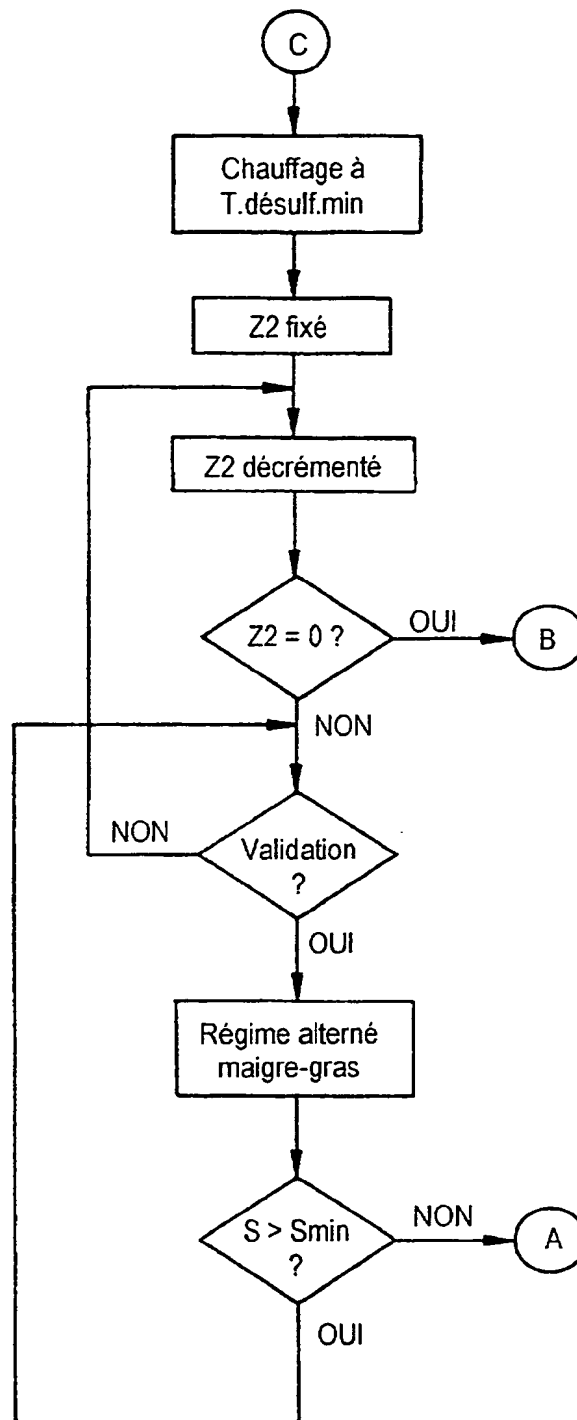 C
Chauffage à
T.désulf.min
Z2 fixé
Z2 décrémenté
Z2 = 0 ?
OUI
B
NON
NON
Validation
?
OUI
Régime alterné
maigre-gras
S > Smin
?
NON
A
OUI